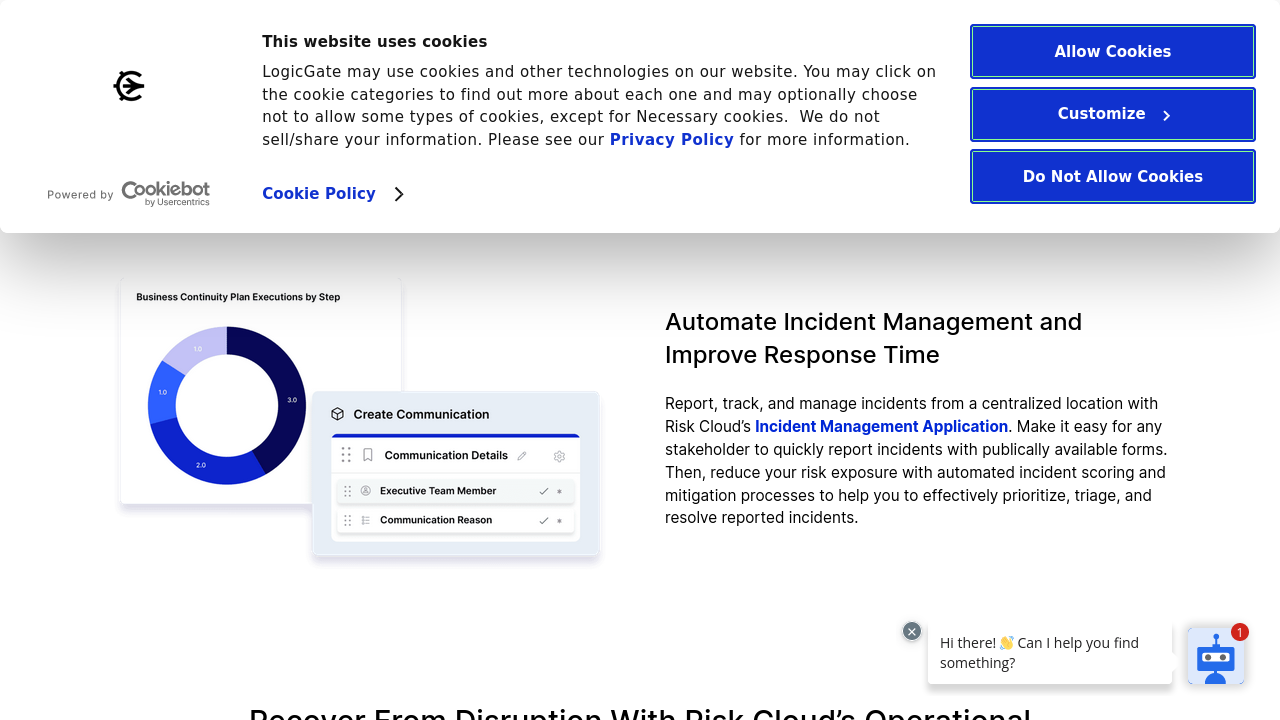 This website uses cookies
LogicGate may use cookies and other technologies on our website. You may click on
the cookie categories to find out more about each one and may optionally choose
not to allow some types of cookies, except for Necessary cookies.  We do not
sell/share your information. Please see our Privacy Policy for more information.
Powered by Cookiebot
by Usercentrics
Cookie Policy
Allow Cookies
Customize
Do Not Allow Cookies
Business Continuity Plan Executions by Step
1.0
1.0
3.0
2.0
Create Communication
Communication Details
Executive Team Member
Communication Reason
Automate Incident Management and
Improve Response Time
Report, track, and manage incidents from a centralized location with
Risk Cloud’s Incident Management Application. Make it easy for any
stakeholder to quickly report incidents with publically available forms.
Then, reduce your risk exposure with automated incident scoring and
mitigation processes to help you to effectively prioritize, triage, and
resolve reported incidents.
Hi there! 👋 Can I help you find
something?
1
Recover From Disruption With Risk Cloud’s Operational